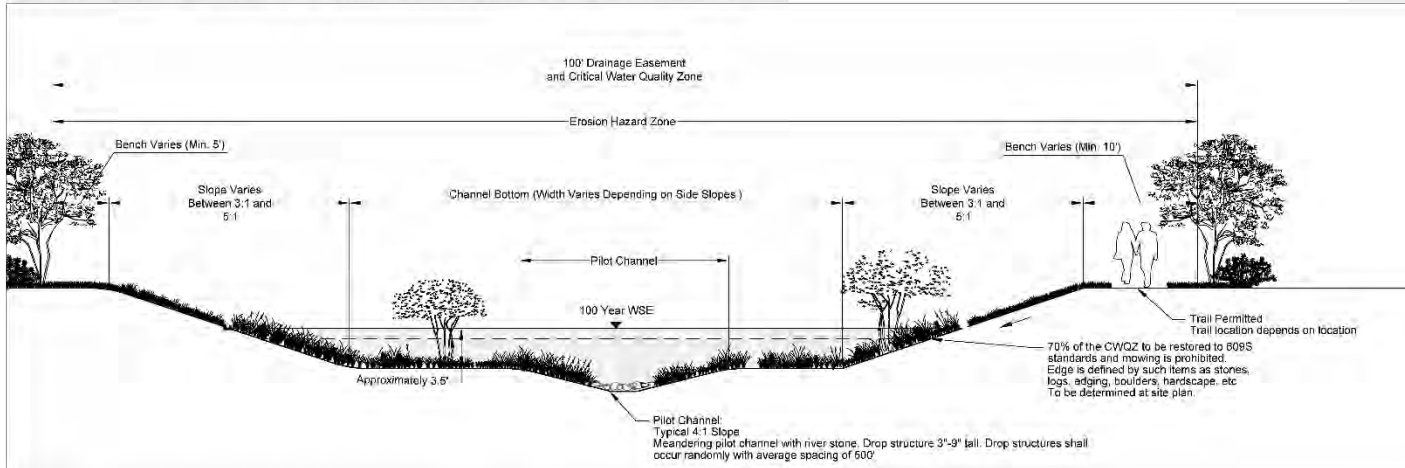 100' Drainage Easement
and Critical Water Quality Zone
Erosion Hazard Zone
Bench Varies (Min. 5')
Bench Varies (Min. 10')
Slope Varies
Between 3:1 and
5:1
Channel Bottom (Width Varies Depending on Side Slopes )
Slope Varies
Between 3:1 and
5:1
Pilot Channel
100 Year WSE
Approximately 3.5'
Trail Permitted
Trail location depends on location
70% of the CWQZ to be restored to 609S
standards and mowing is prohibited.
Edge is defined by such items as stones,
logs, edging, boulders, hardscape, etc
To be determined at site plan.
Pilot Channel:
Typical 4:1 Slope
Meandering pilot channel with river stone. Drop structure 3"-9" tall. Drop structures shall
occur randomly with average spacing of 500'